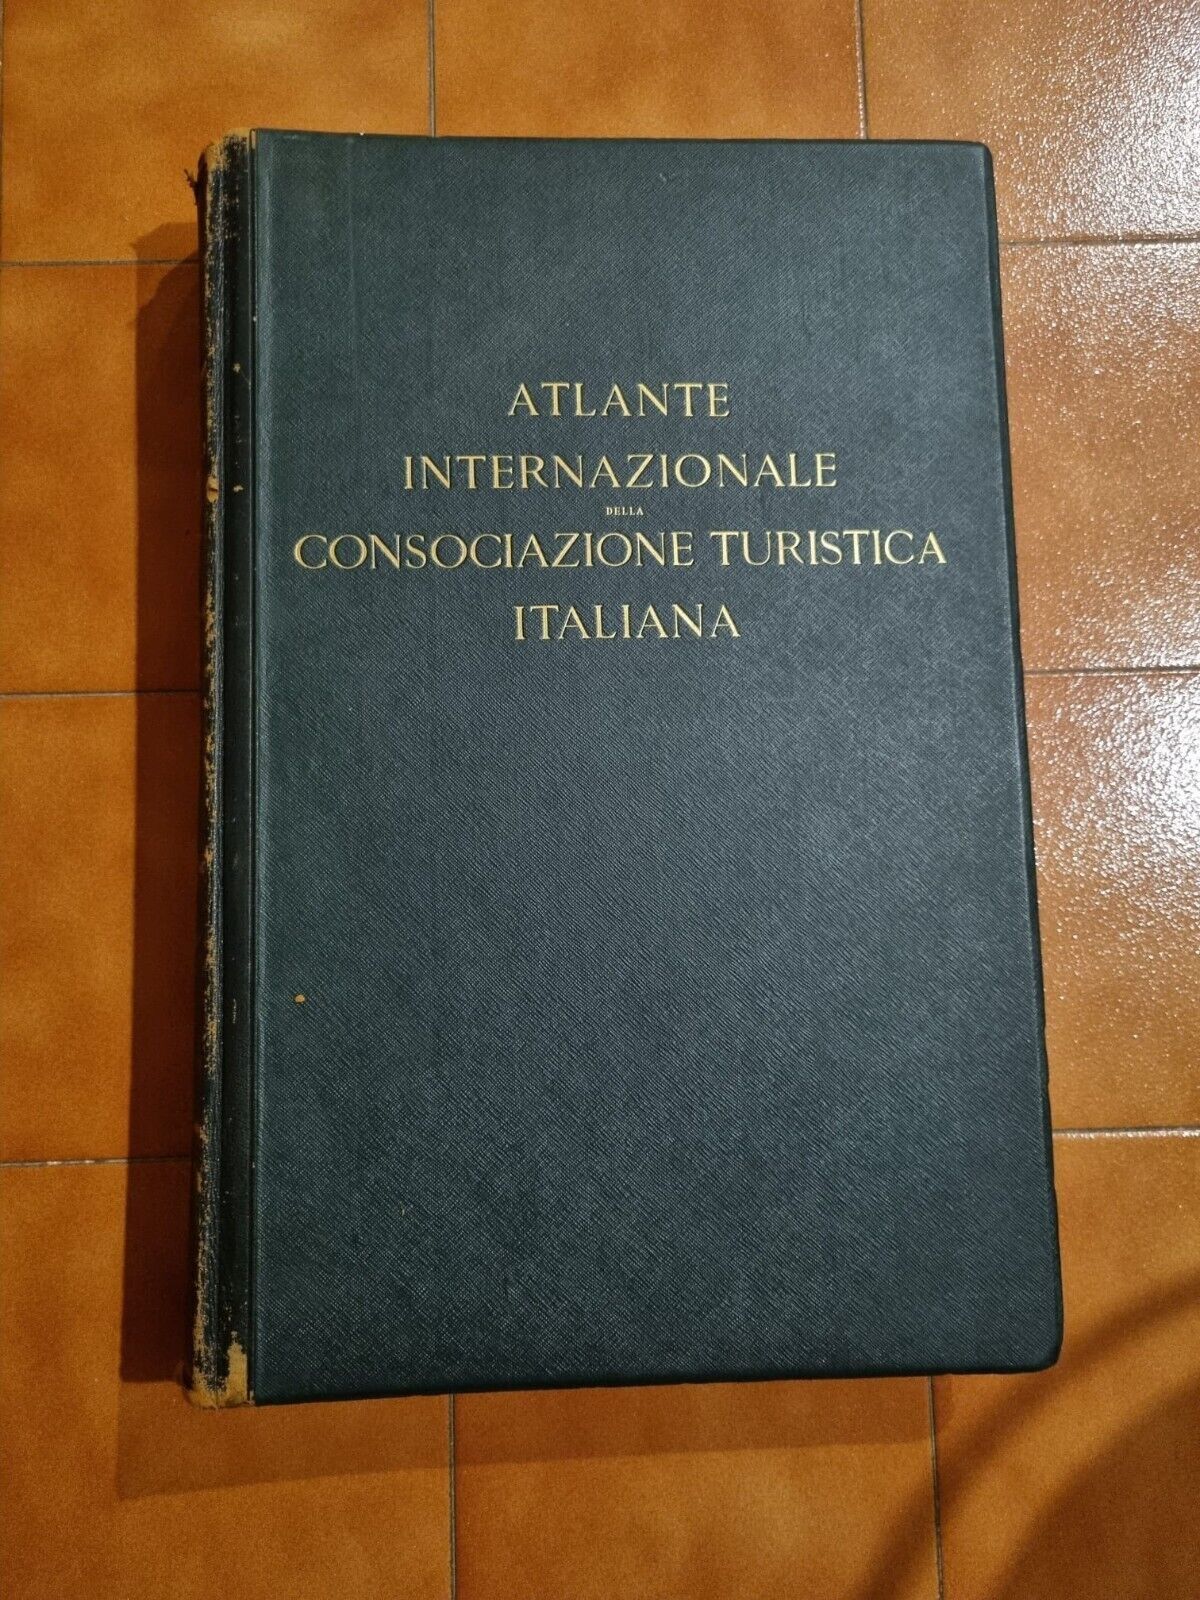 ATLANTE
INTERNAZIONALE
DELLA
CONSOCIAZIONE TURISTICA
ITALIANA